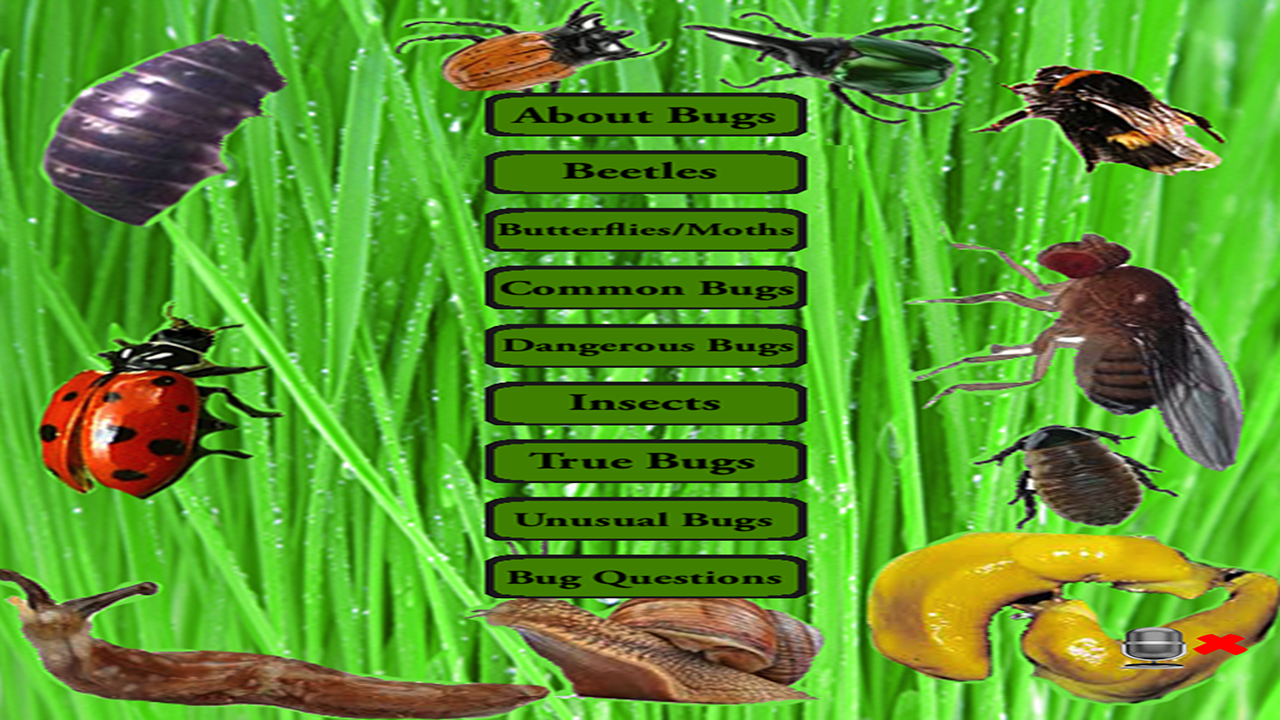 About Bugs
Beetles
Butterflies/Moths
Common Bugs
Dangerous Bugs
Insects
True Bugs
Unusual Bugs
Bug Questions